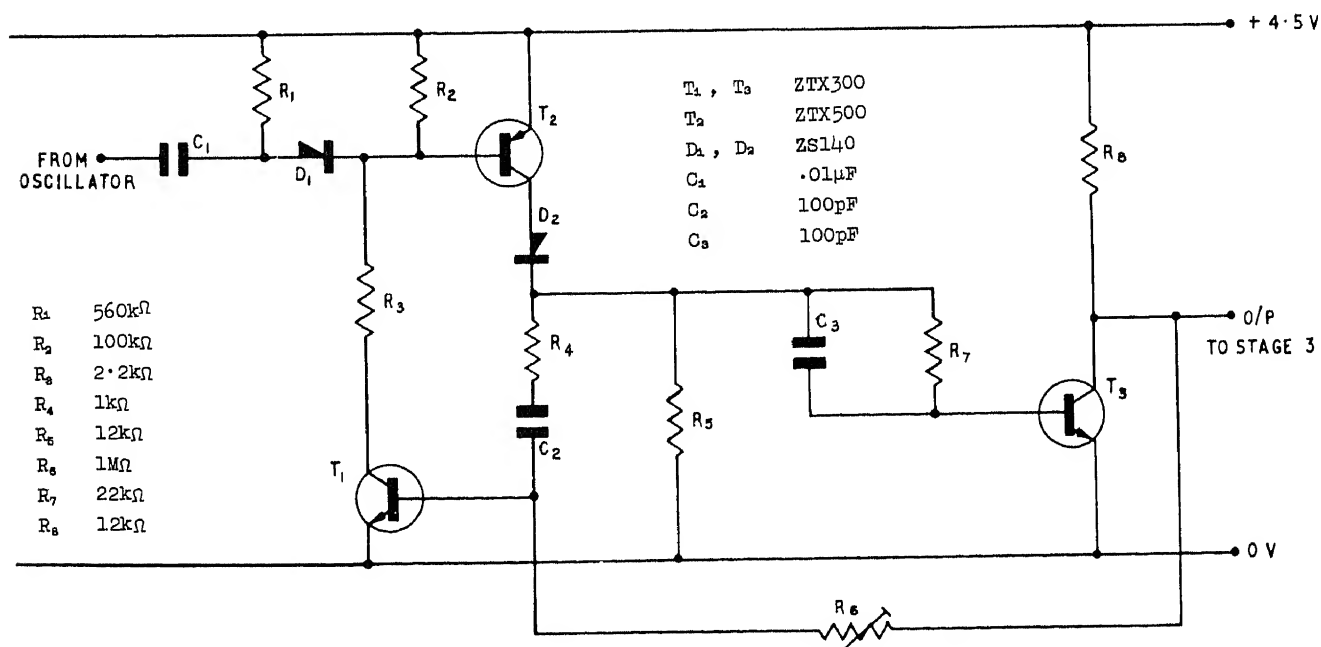 + 4·5V
R1
R2
T2
C1
FROM
OSCILLATOR
D1
T1 , T3 ZTX300
T2 ZTX500
D1 , D2 ZS140
C1 .01μF
C2 100pF
C3 100pF
R8
D2
R3
R1 560kΩ
R2 100kΩ
R3 2·2kΩ
R4 1kΩ
R5 12kΩ
R6 1MΩ
R7 22kΩ
R8 12kΩ
R4
C3
R7
O/P
TO STAGE 3
C2
R5
T3
T1
0 V
R6